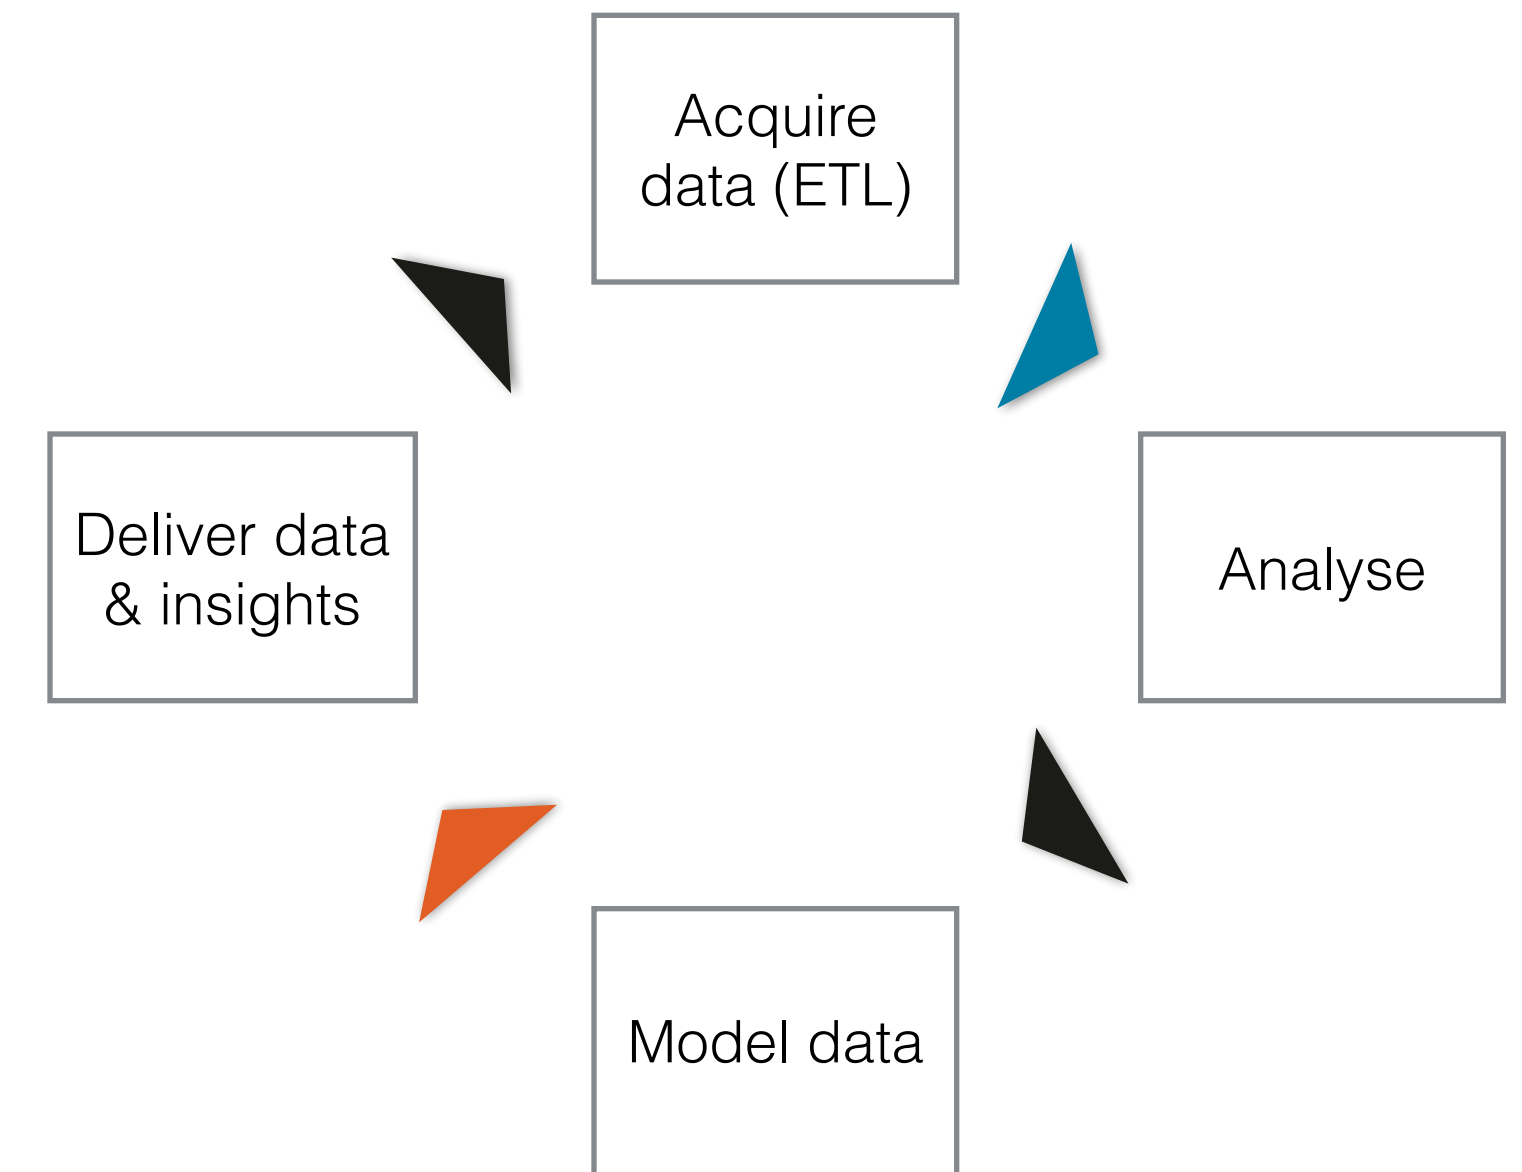 Acquire
data (ETL)
Deliver data
& insights
Analyse
Model data